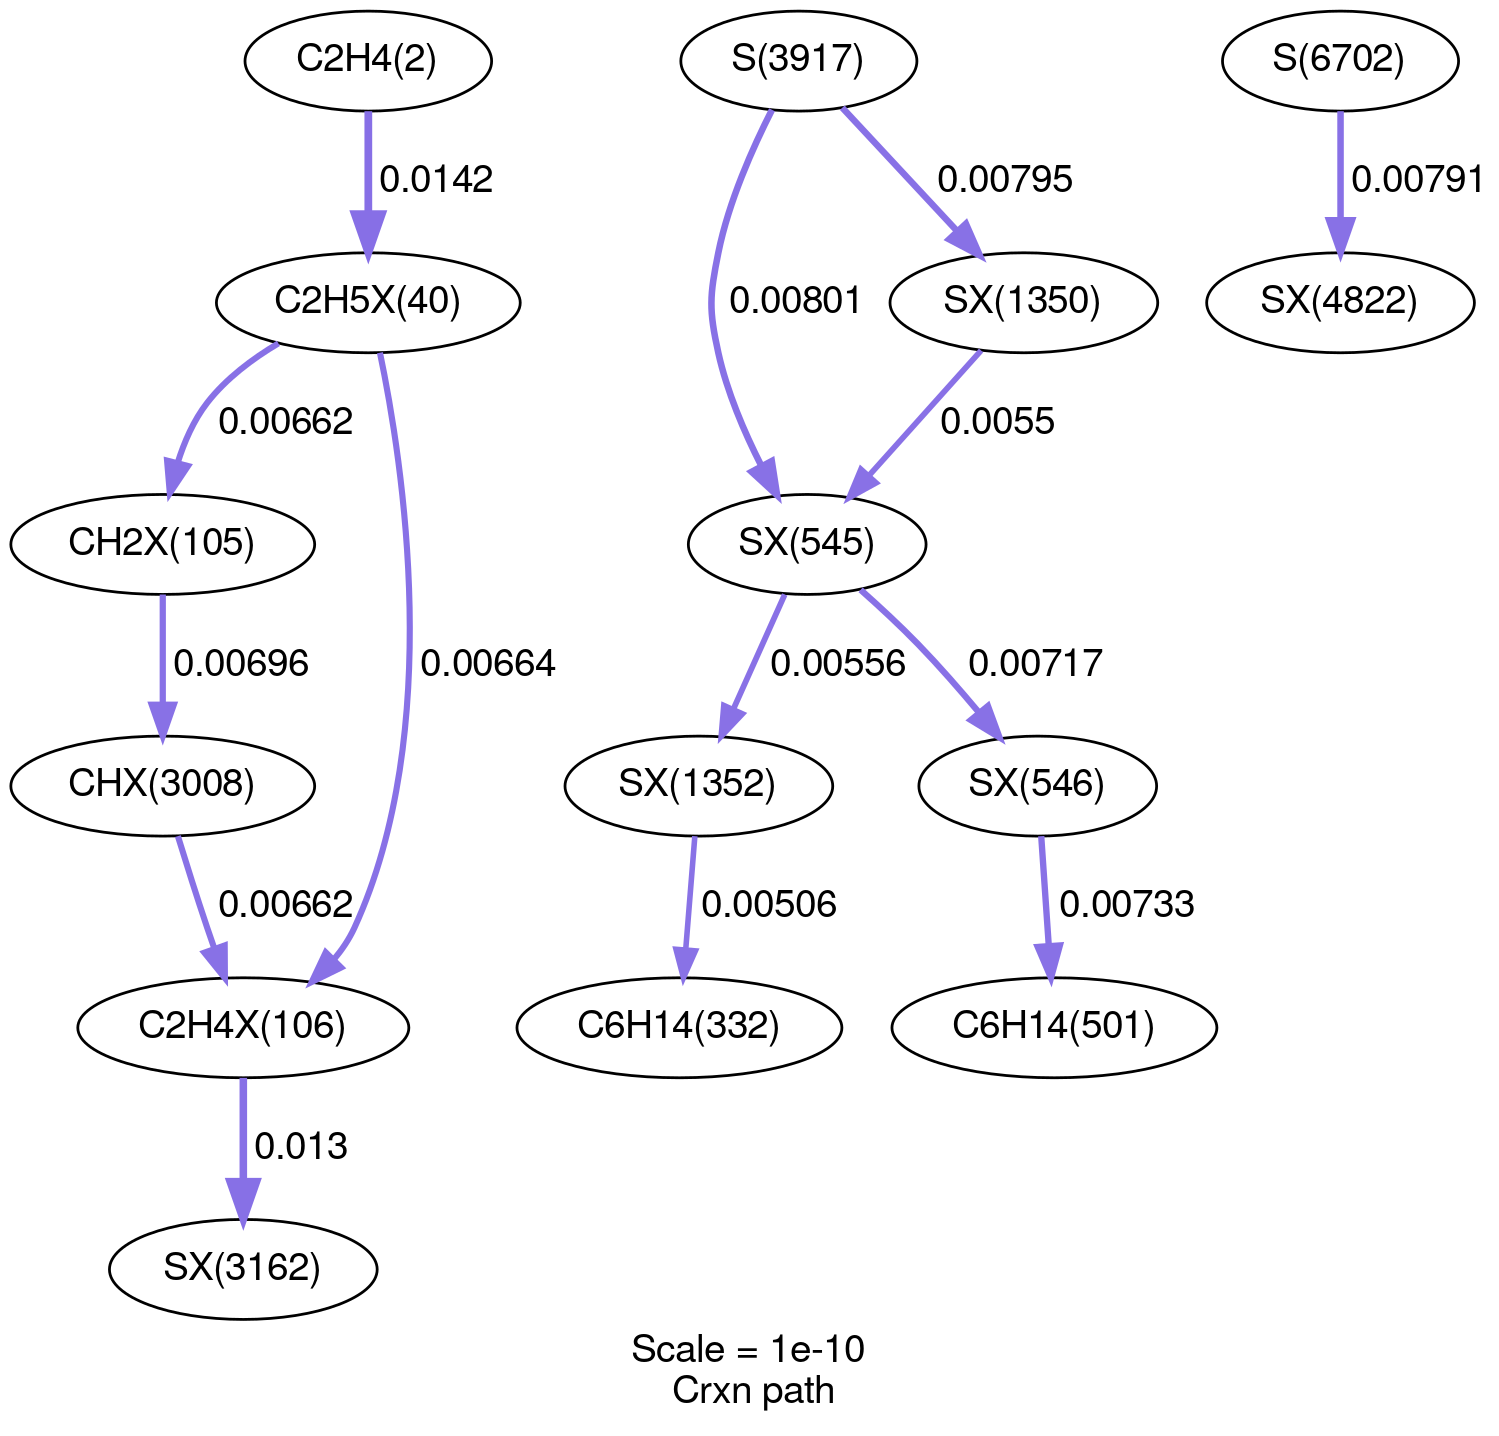 C2H4(2)
S(3917)
S(6702)
0.0142
0.00795
0.00791
C2H5X(40)
0.00801
SX(1350)
SX(4822)
0.00662
0.0055
CH2X(105)
SX(545)
0.00696
0.00664
0.00556
0.00717
CHX(3008)
SX(1352)
SX(546)
0.00662
0.00506
0.00733
C2H4X(106)
C6H14(332)
C6H14(501)
0.013
SX(3162)
Scale = 1e-10
Crxn path